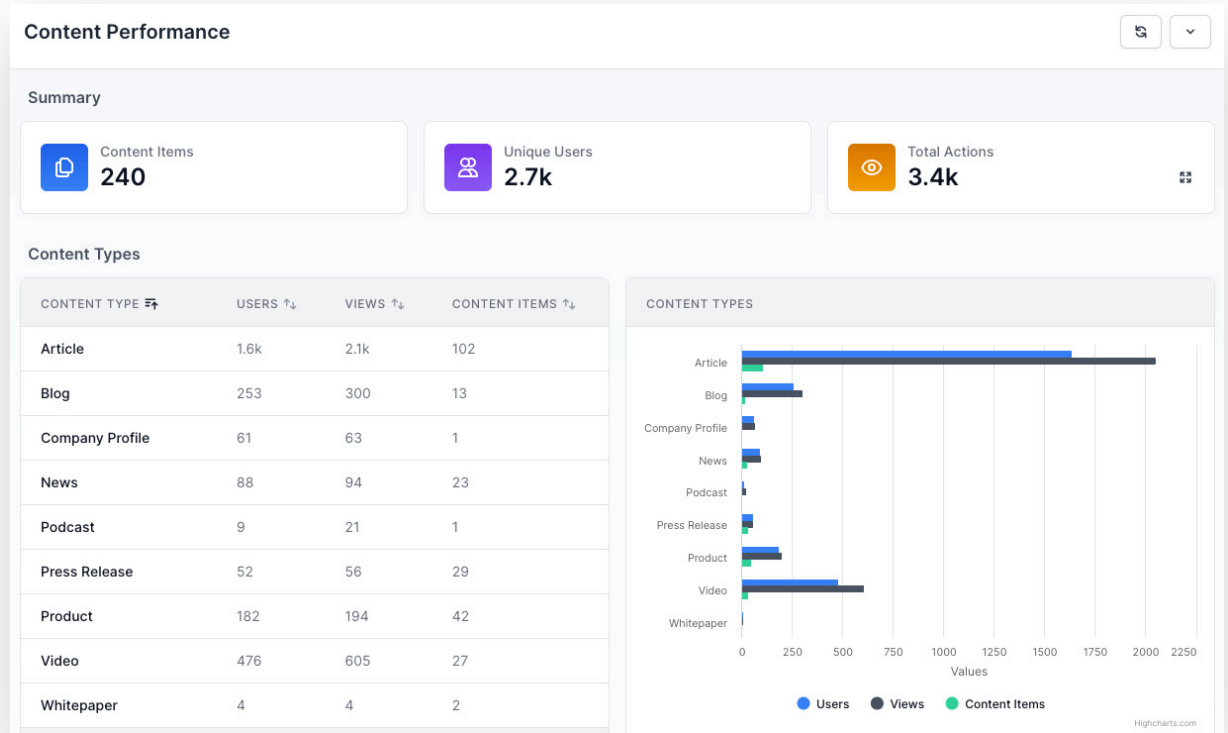 Content Performance
Summary
Content Items
240
Unique Users
2.7k
Total Actions
3.4k
Content Types
CONTENT TYPE USERS VIEWS CONTENT ITEMS
Article 1.6k 2.1k 102
Blog 253 300 13
Company Profile 61 63 1
News 88 94 23
Podcast 9 21 1
Press Release 52 56 29
Product 182 194 42
Video 476 605 27
Whitepaper 4 4 2
CONTENT TYPES
Article
Blog
Company Profile
News
Podcast
Press Release
Product
Video
Whitepaper
0 250 500 750 1000 1250 1500 1750 2000 2250
Values
Users Views Content Items
Highcharts.com